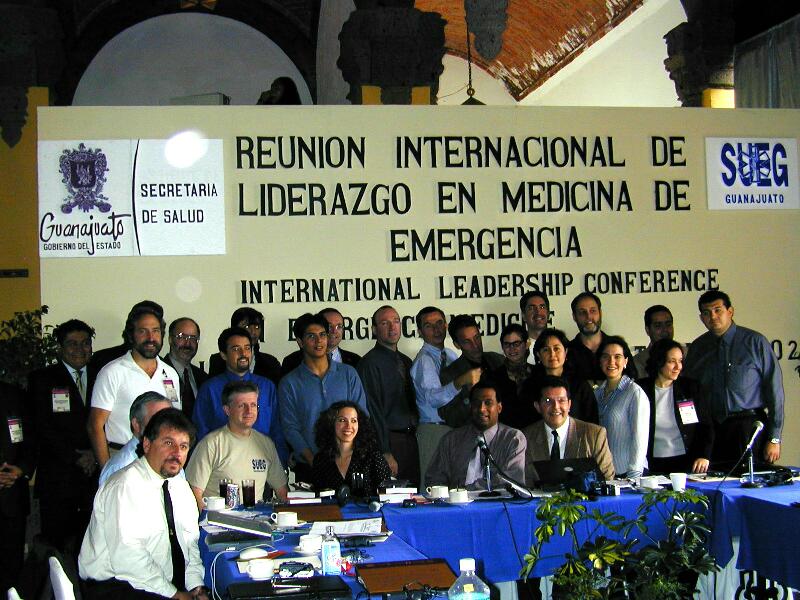 REUNION INTERNACIONAL DE
LIDERAZGO EN MEDICINA DE
EMERGENCIA
INTERNATIONAL LEADERSHIP CONFERENCE
MEDICINE
Guanajuato
GOBIERNO DEL ESTADO
SECRETARIA
DE SALUD
SUEG
GUANAJUATO
SUEG